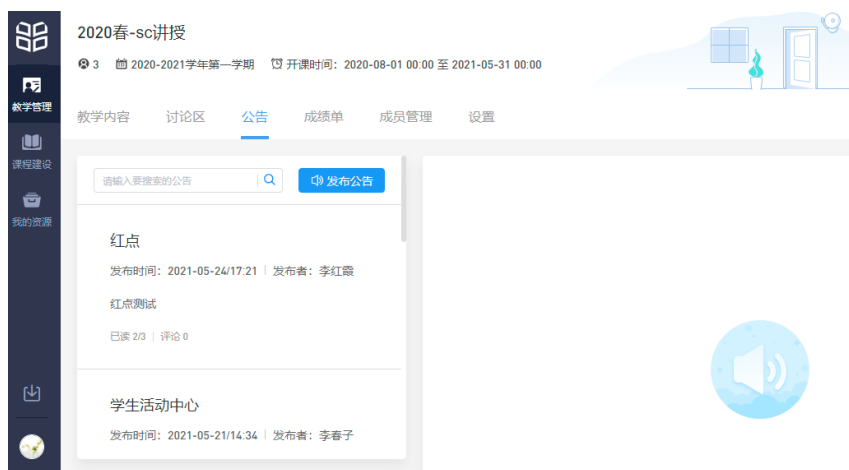 2020春-sc讲授
3 2020-2021学年第一学期 开课时间：2020-08-01 00:00 至 2021-05-31 00:00
教学管理
教学内容 讨论区 公告 成绩单 成员管理 设置
课程建设
请输入要搜索的公告 发布公告
我的资源
红点
发布时间：2021-05-24/17:21 发布者：李红霞
红点测试
已读 2/3 评论 0
学生活动中心
发布时间：2021-05-21/14:34 发布者：李春子